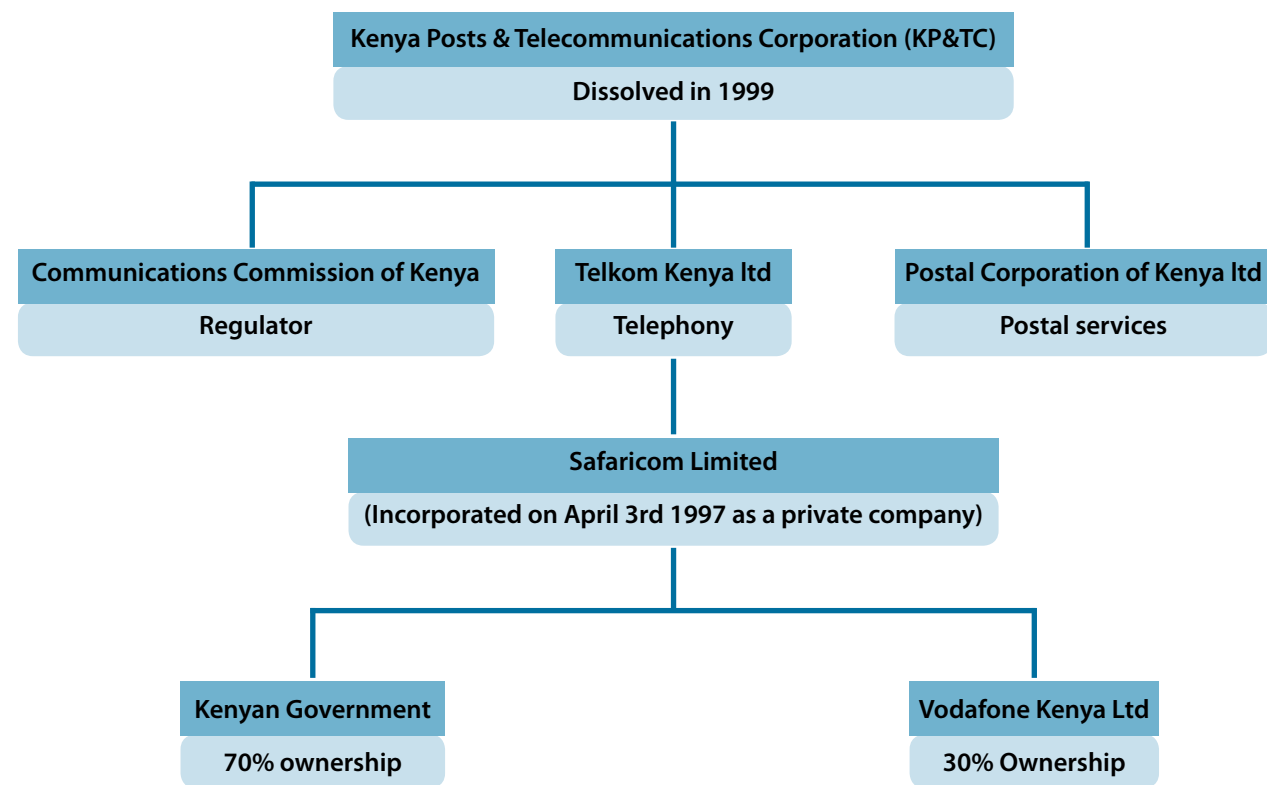 Kenya Posts & Telecommunications Corporation (KP&TC)
Dissolved in 1999
Communications Commission of Kenya
Regulator
Telkom Kenya ltd
Telephony
Postal Corporation of Kenya ltd
Postal services
Safaricom Limited
(Incorporated on April 3rd 1997 as a private company)
Kenyan Government
70% ownership
Vodafone Kenya Ltd
30% Ownership